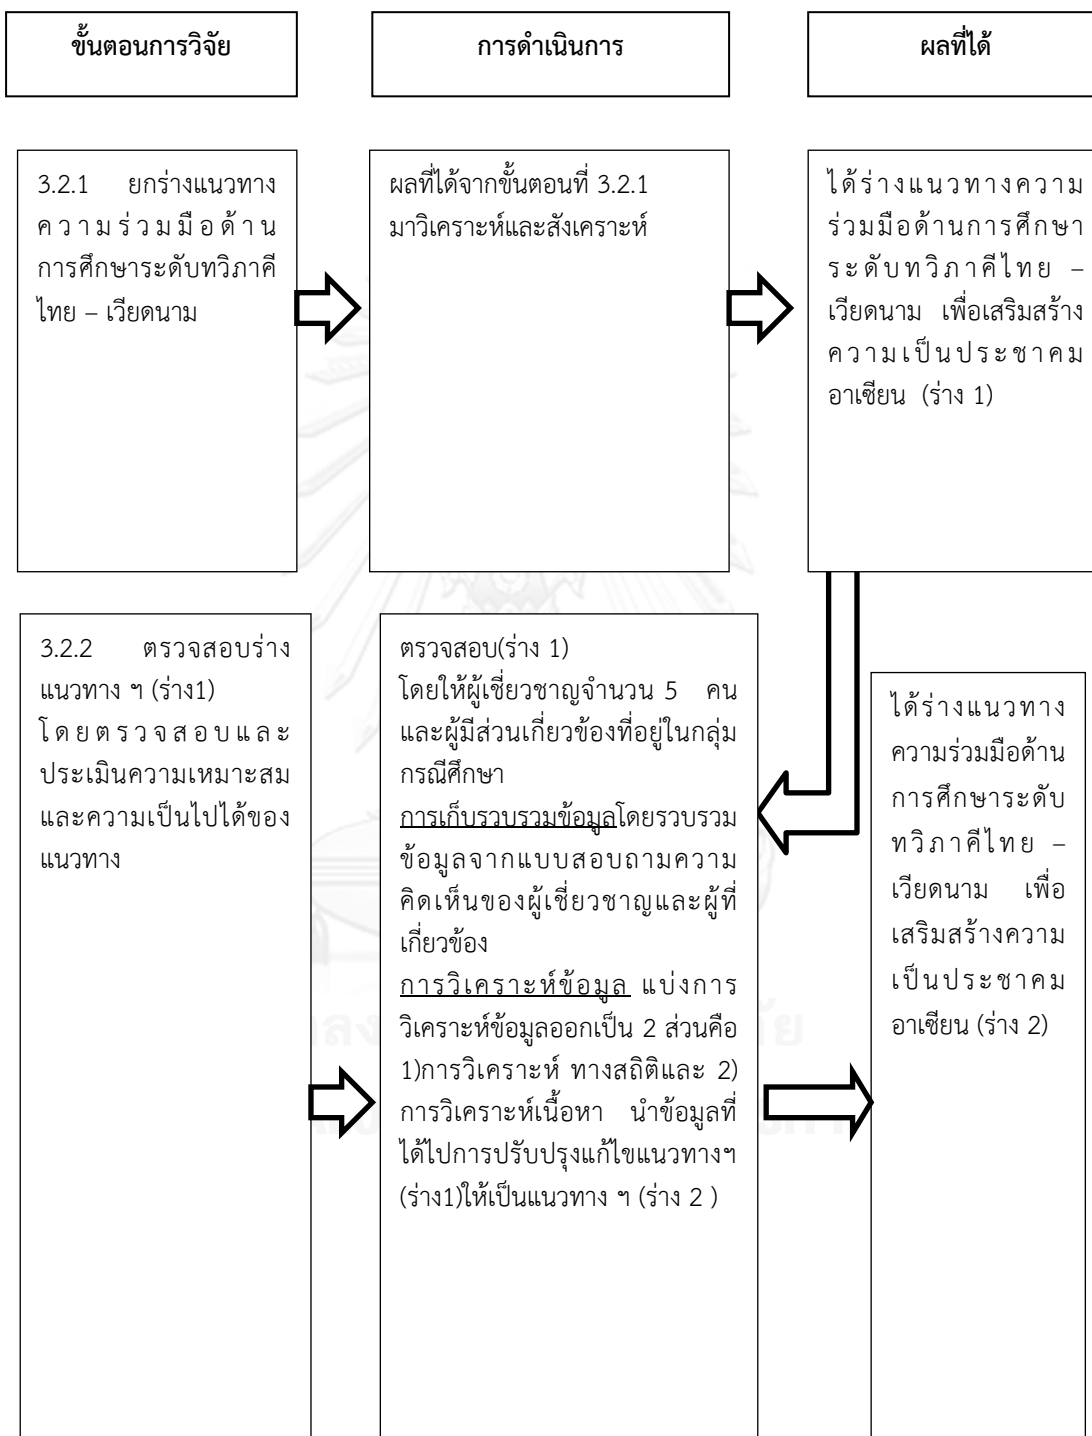 ขั้นตอนการวิจัย
การดำเนินการ
ผลที่ได้
3.2.1 ยกร่างแนวทาง
ความร่วมมือด้าน
การศึกษาระดับทวิภาคี
ไทย – เวียดนาม
ผลที่ได้จากขั้นตอนที่ 3.2.1
มาวิเคราะห์และสังเคราะห์
ได้ร่างแนวทางความ
ร่วมมือด้านการศึกษา
ระดับทวิภาคีไทย –
เวียดนาม เพื่อเสริมสร้าง
ความเป็นประชาคม
อาเซียน (ร่าง 1)
3.2.2 ตรวจสอบร่าง
แนวทาง ฯ (ร่าง1)
โดยตรวจสอบและ
ประเมินความเหมาะสม
และความเป็นไปได้ของ
แนวทาง
ตรวจสอบ(ร่าง 1)
โดยให้ผู้เชี่ยวชาญจำนวน 5 คน
และผู้มีส่วนเกี่ยวข้องที่อยู่ในกลุ่ม
กรณีศึกษา
การเก็บรวบรวมข้อมูลโดยรวบรวม
ข้อมูลจากแบบสอบถามความ
คิดเห็นของผู้เชี่ยวชาญและผู้ที่
เกี่ยวข้อง
การวิเคราะห์ข้อมูล แบ่งการ
วิเคราะห์ข้อมูลออกเป็น 2 ส่วนคือ
1)การวิเคราะห์ ทางสถิติและ 2)
การวิเคราะห์เนื้อหา นำข้อมูลที่
ได้ไปการปรับปรุงแก้ไขแนวทางฯ
(ร่าง1)ให้เป็นแนวทาง ฯ (ร่าง 2 )
ได้ร่างแนวทาง
ความร่วมมือด้าน
การศึกษาระดับ
ทวิภาคีไทย –
เวียดนาม เพื่อ
เสริมสร้างความ
เป็นประชาคม
อาเซียน (ร่าง 2)